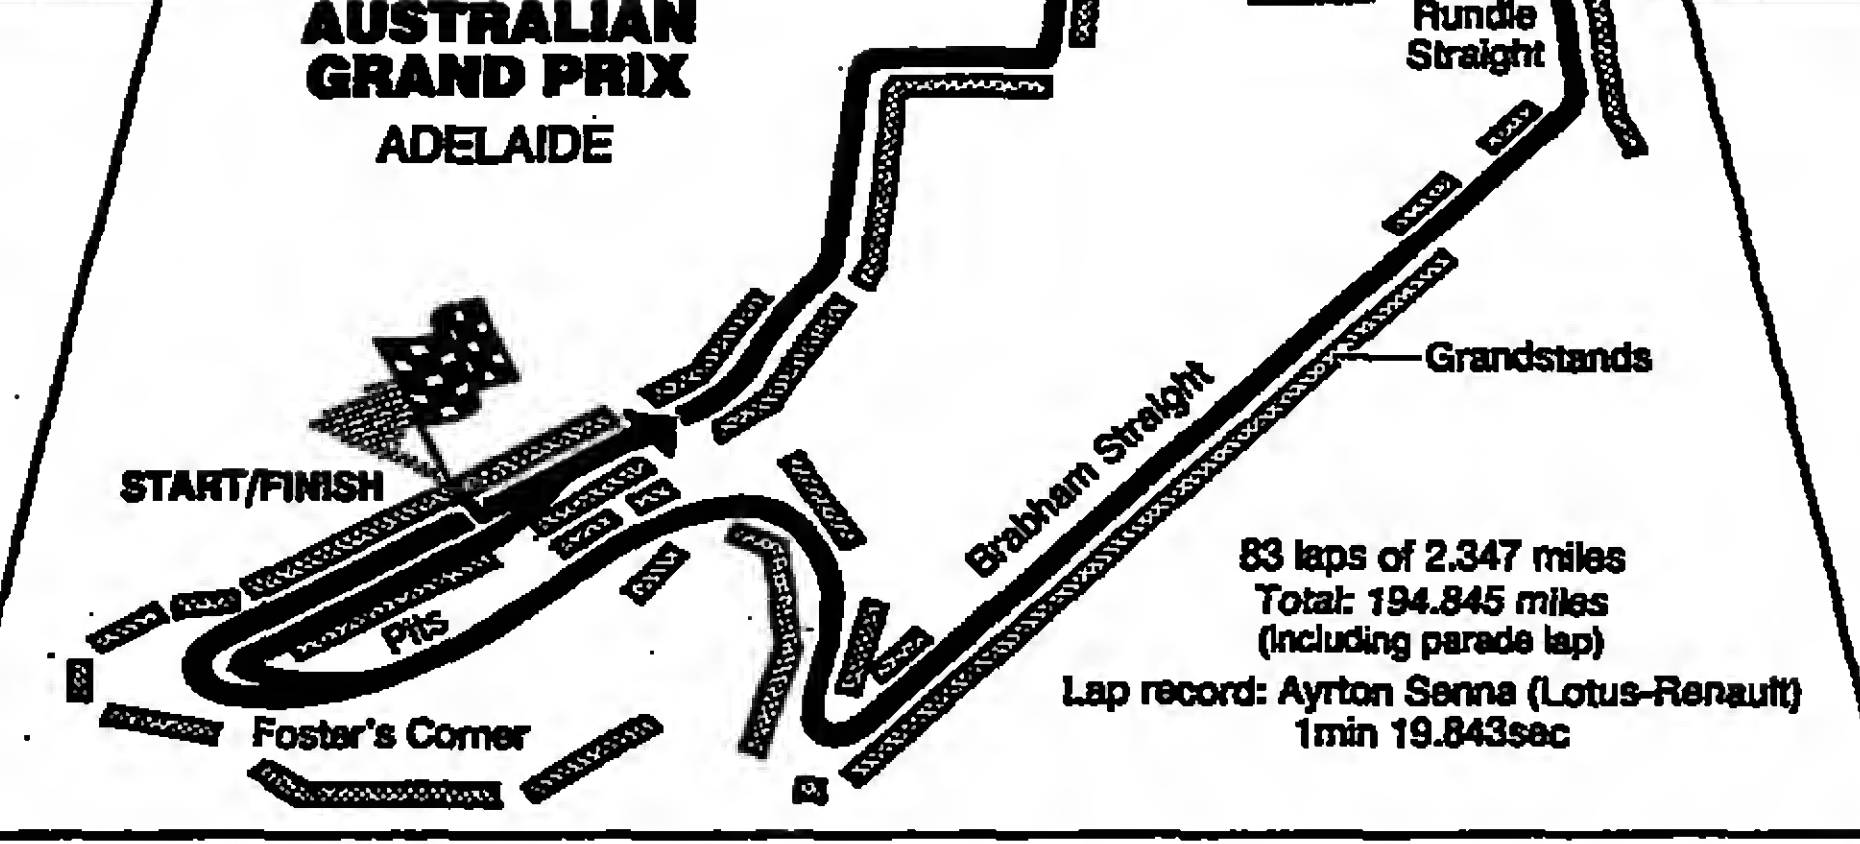 AUSTRALIAN
GRAND PRIX
ADELAIDE
Rundle
Straight
Grandstands
Brabham Straight
START/FINISH
Pits
Foster's Corner
83 laps of 2.347 miles
Total: 194.845 miles
(including parade lap)
Lap record: Ayrton Senna (Lotus-Renault)
1min 19.843sec